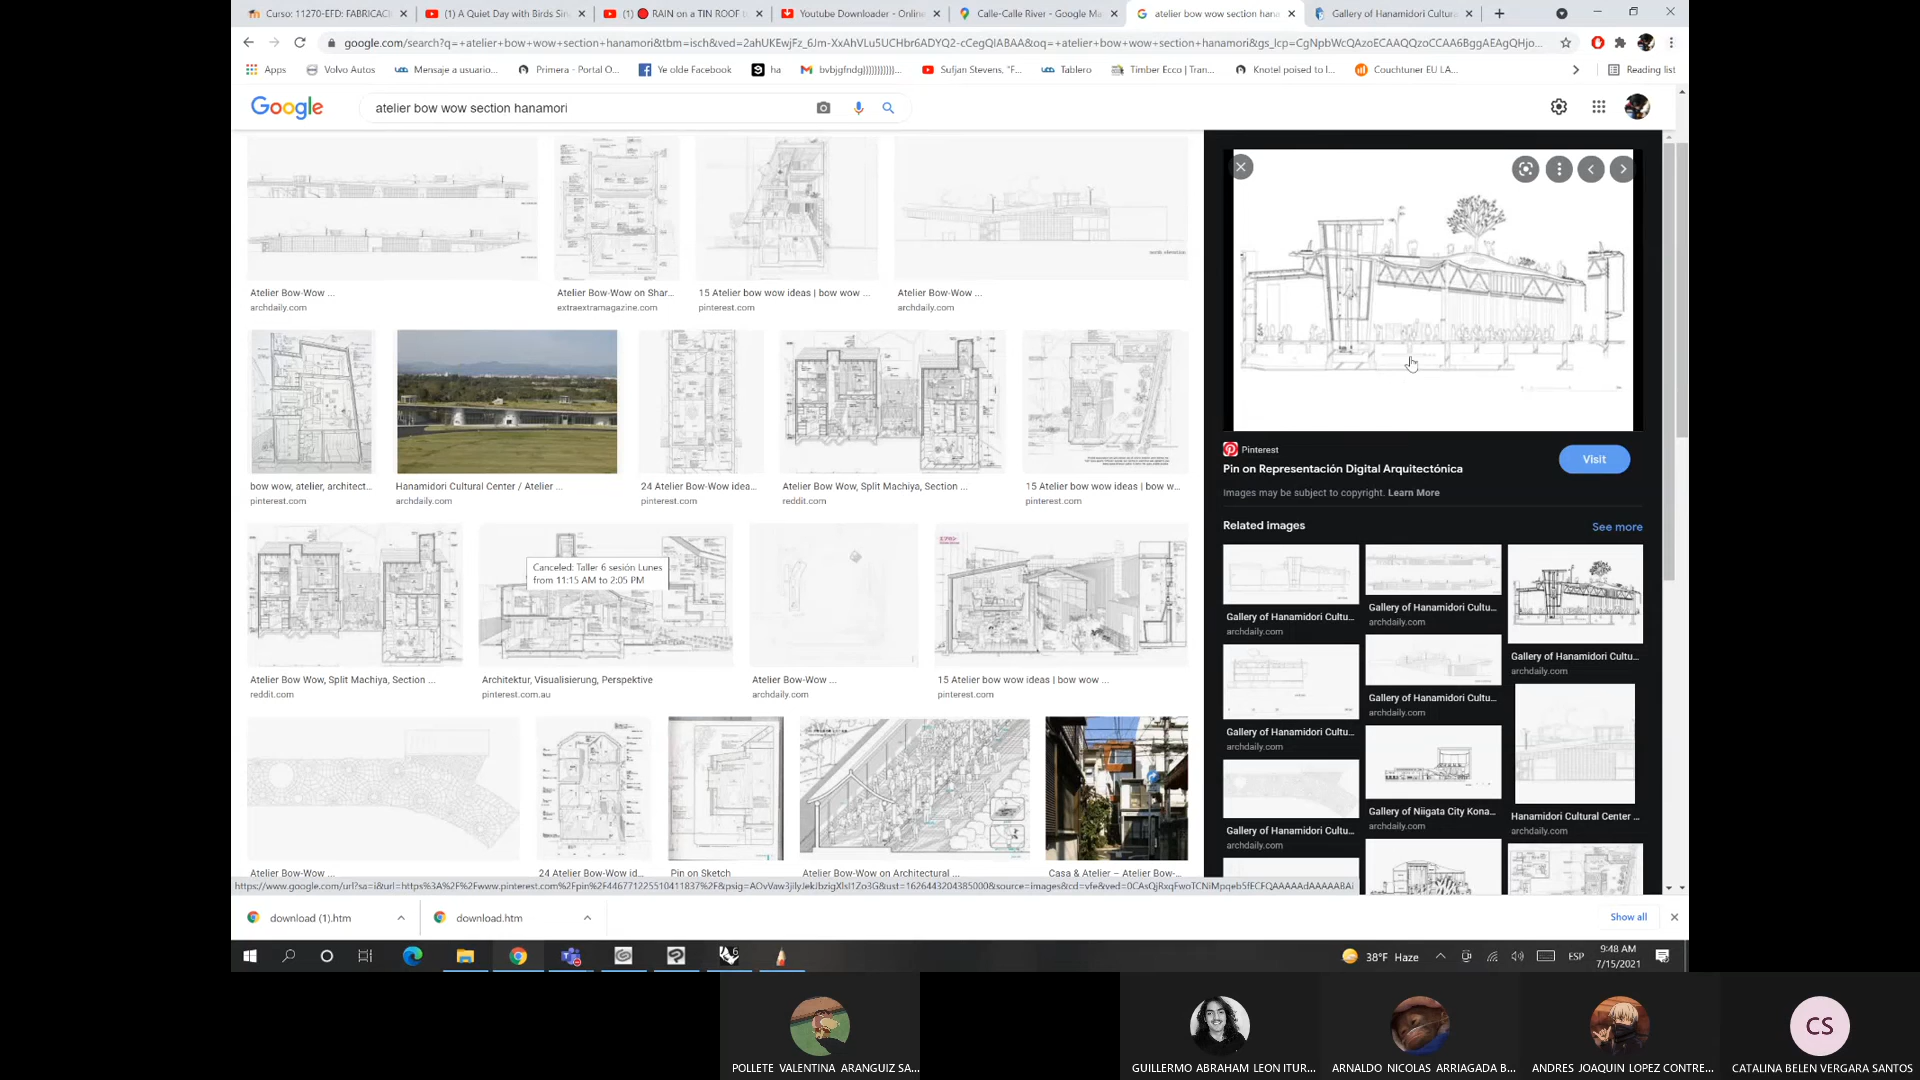 Curso: 11270-EFD: FABRICACI
(1) A Quiet Day with Birds Sin
(1) 🔴 RAIN on a TIN ROOF t
Youtube Downloader - Online
Calle-Calle River - Google Ma
atelier bow wow section hana
Gallery of Hanamidori Cultura
google.com/search?q=+atelier+bow+wow+section+hanamori&tbm=isch&ved=2ahUKEwjFz_6Jm-XxAhVLu5UCHbr6ADYQ2-cCegQIABAA&oq=+atelier+bow+wow+section+hanamori&gs_lcp=CgNpbWcQAzoECAAQQzoCCAA6BggAEAgQHjo...
Apps
Volvo Autos
Mensaje a usuario...
Primera - Portal O...
Ye olde Facebook
ha
bvbjgfndg))))))))))...
Sufjan Stevens, "F...
Tablero
Timber Ecco | Tran...
Knotel poised to l...
Couchtuner EU LA...
Reading list
Google
atelier bow wow section hanamori
Atelier Bow-Wow ...
archdaily.com
Atelier Bow-Wow on Shar...
extraextramagazine.com
15 Atelier bow wow ideas | bow wow ...
pinterest.com
Atelier Bow-Wow ...
archdaily.com
bow wow, atelier, architect...
pinterest.com
Hanamidori Cultural Center / Atelier ...
archdaily.com
24 Atelier Bow-Wow idea...
pinterest.com
Atelier Bow Wow, Split Machiya, Section ...
reddit.com
15 Atelier bow wow ideas | bow w...
pinterest.com
Canceled: Taller 6 sesión Lunes
from 11:15 AM to 2:05 PM
Atelier Bow Wow, Split Machiya, Section ...
reddit.com
Architektur, Visualisierung, Perspektive
pinterest.com.au
Atelier Bow-Wow ...
archdaily.com
15 Atelier bow wow ideas | bow wow ...
pinterest.com
Atelier Bow-Wow ...
24 Atelier Bow-Wow id...
Pin on Sketch
Atelier Bow-Wow on Architectural ...
Casa & Atelier – Atelier Bow-...
Pinterest
Pin on Representación Digital Arquitectónica
Visit
Images may be subject to copyright. Learn More
Related images
See more
Gallery of Hanamidori Cultu...
archdaily.com
Gallery of Hanamidori Cultu...
archdaily.com
Gallery of Hanamidori Cultu...
archdaily.com
Gallery of Hanamidori Cultu...
archdaily.com
Gallery of Hanamidori Cultu...
archdaily.com
Gallery of Niigata City Kona...
archdaily.com
Hanamidori Cultural Center ...
archdaily.com
Gallery of Hanamidori Cultu...
archdaily.com
download (1).htm
download.htm
Show all
38°F Haze
ESP
9:48 AM
7/15/2021
POLLETE VALENTINA ARANGUIZ SA...
GUILLERMO ABRAHAM LEON ITUR...
ARNALDO NICOLAS ARRIAGADA B...
ANDRES JOAQUIN LOPEZ CONTRE...
CS
CATALINA BELEN VERGARA SANTOS